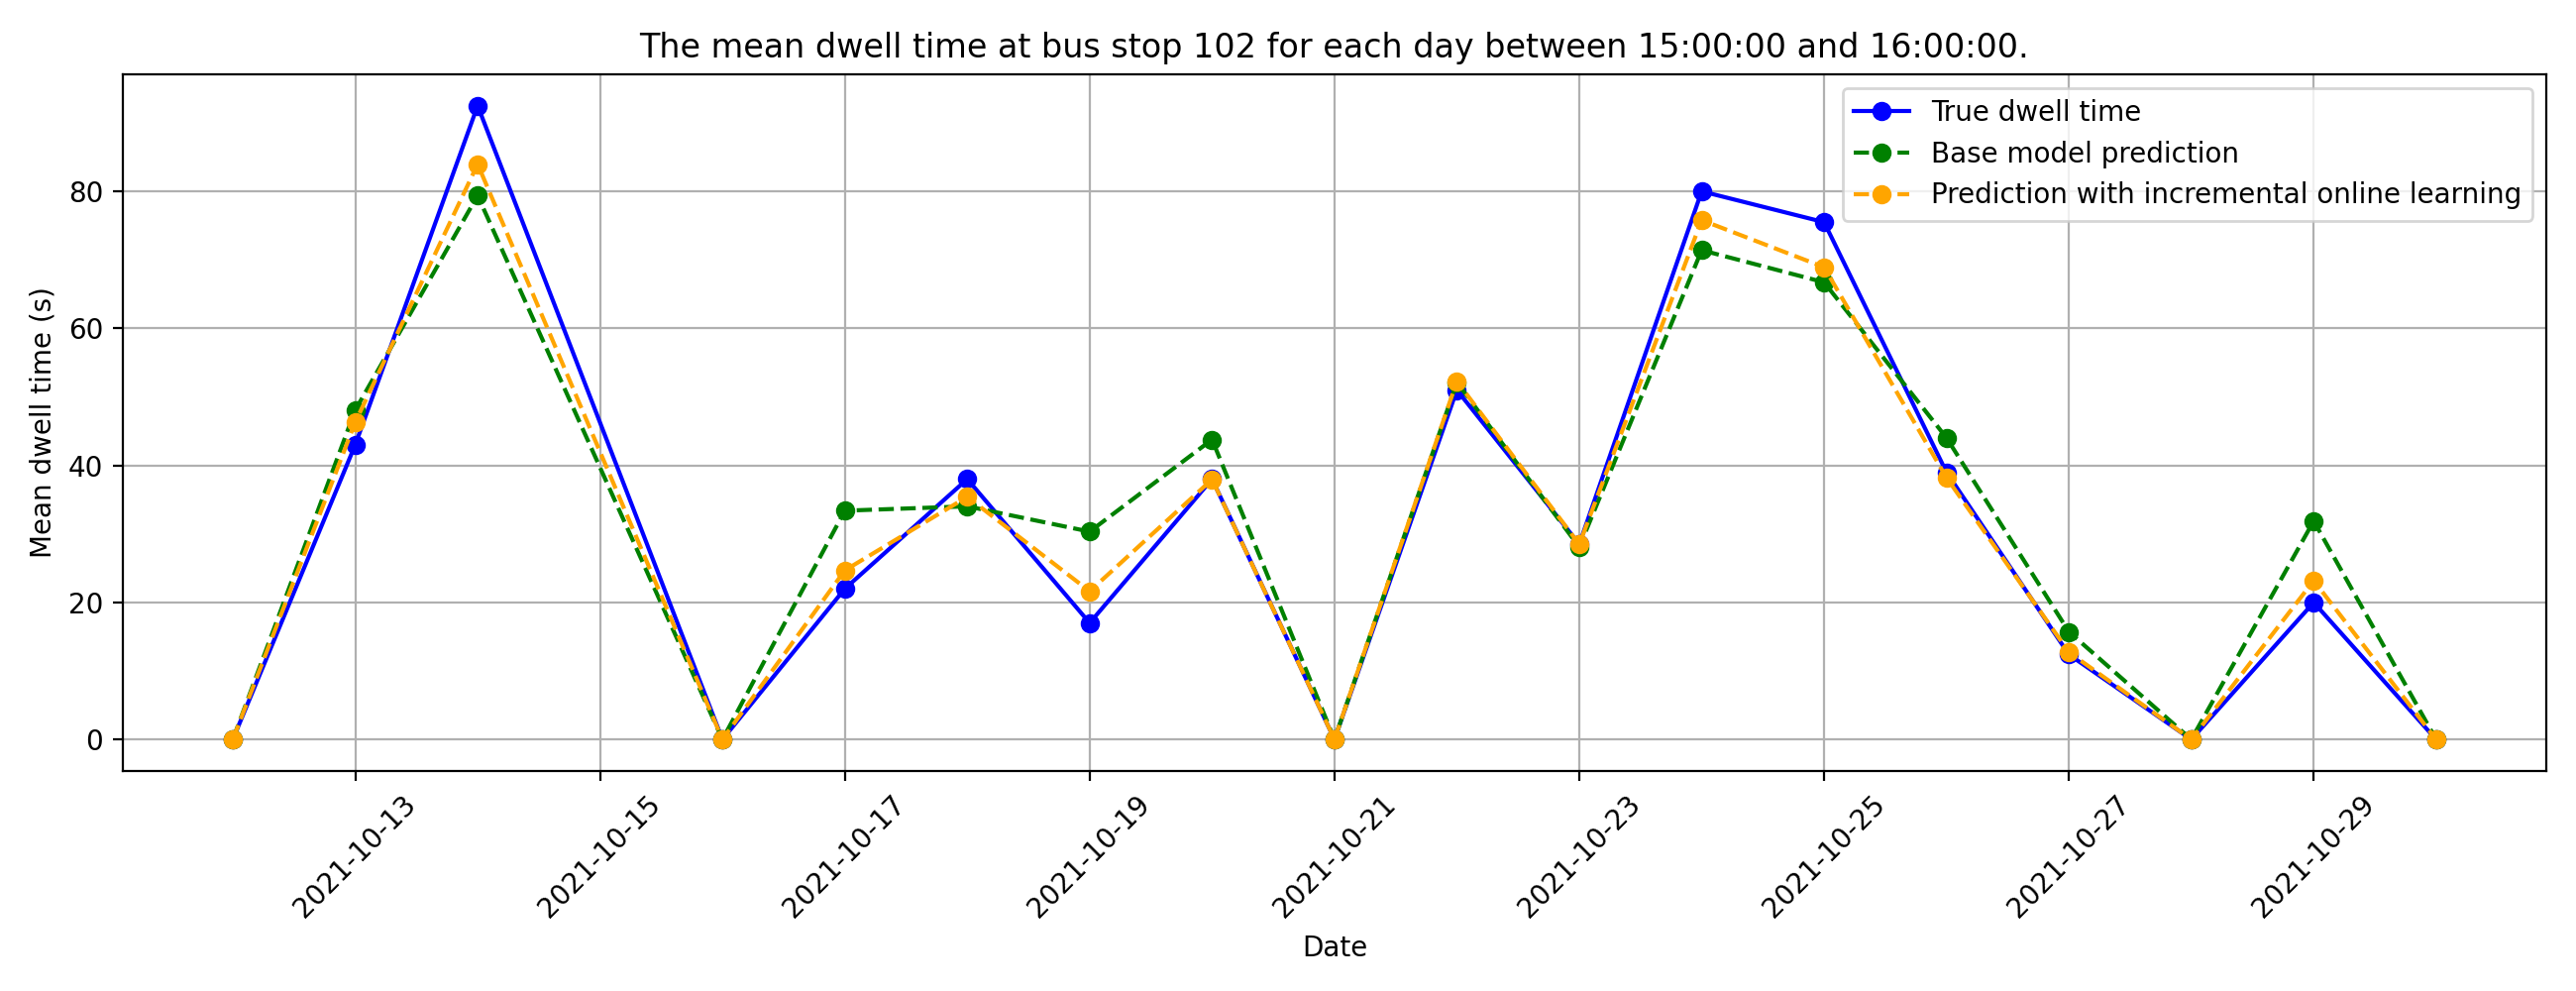 The mean dwell time at bus stop 102 for each day between 15:00:00 and 16:00:00.
True dwell time
Base model prediction
Prediction with incremental online learning
Mean dwell time (s)
80
60
40
20
0
2021-10-13
2021-10-15
2021-10-17
2021-10-19
2021-10-21
2021-10-23
2021-10-25
2021-10-27
2021-10-29
Date